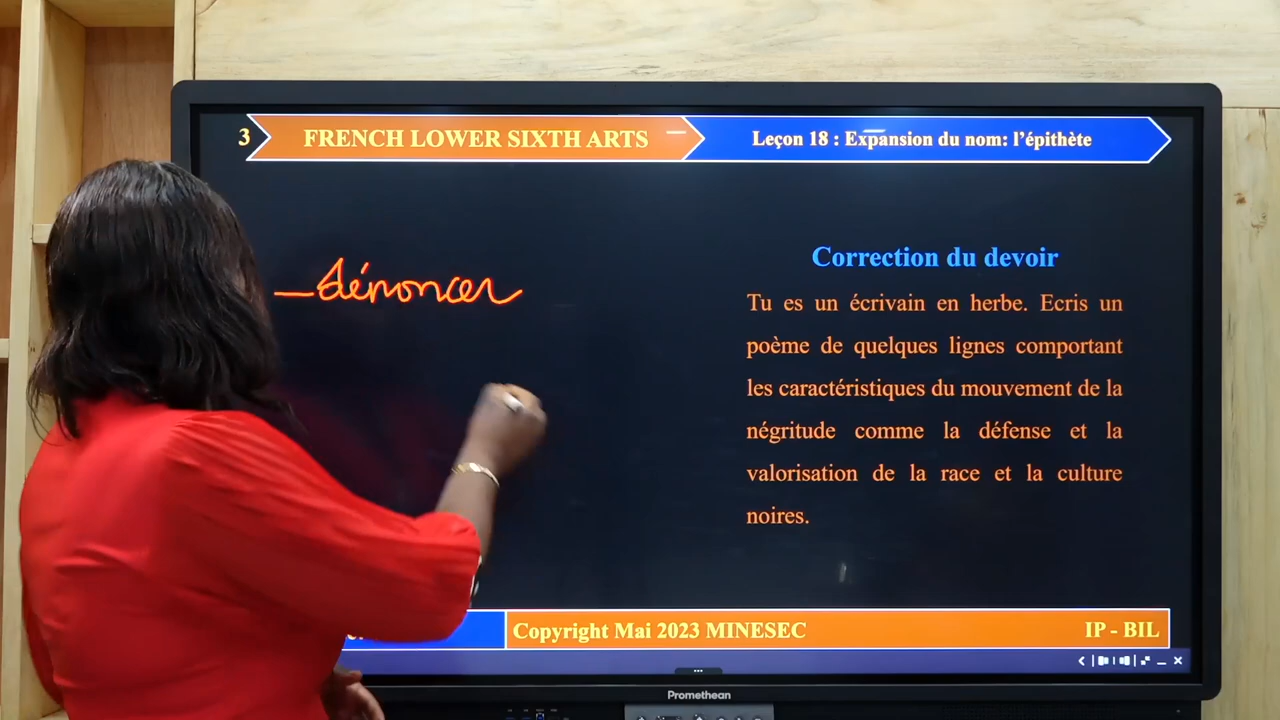 3
FRENCH LOWER SIXTH ARTS
Leçon 18 : Expansion du nom: l'épithète
_dénoncer
Correction du devoir
Tu es un écrivain en herbe. Ecris un
poème de quelques lignes comportant
les caractéristiques du mouvement de la
négritude comme la défense et la
valorisation de la race et la culture
noires.
Copyright Mai 2023 MINESEC
IP - BIL
Promethean